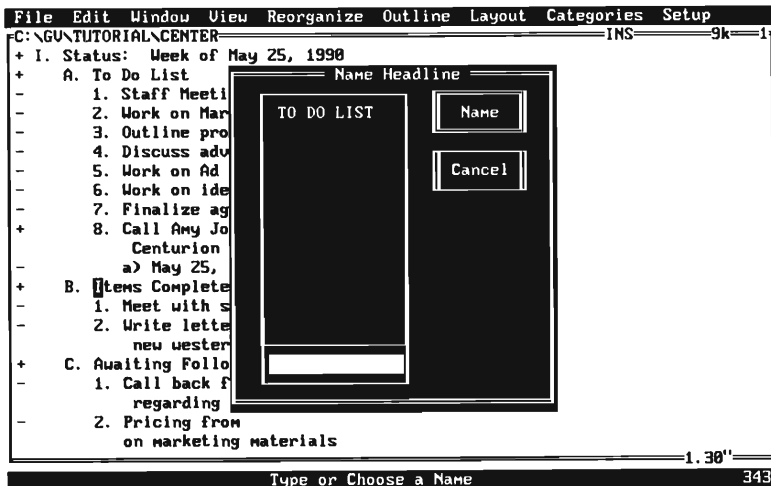 File Edit Window View Reorganize Outline Layout Categories Setup
C:\GV\TUTORIAL\CENTER INS 9k 1
+ I. Status: Week of May 25, 1990
+ A. To Do List
- 1. Staff Meeti
- 2. Work on Mar
- 3. Outline pro
- 4. Discuss adv
- 5. Work on Ad
- 6. Work on ide
- 7. Finalize ag
+ 8. Call Amy Jo
Centurion
- a) May 25,
+ B. Items Complete
- 1. Meet with s
- 2. Write lette
new wester
+ C. Awaiting Follo
- 1. Call back f
regarding
- 2. Pricing from
on marketing materials
Name Headline
TO DO LIST
Name
Cancel
1.30"
Type or Choose a Name 343